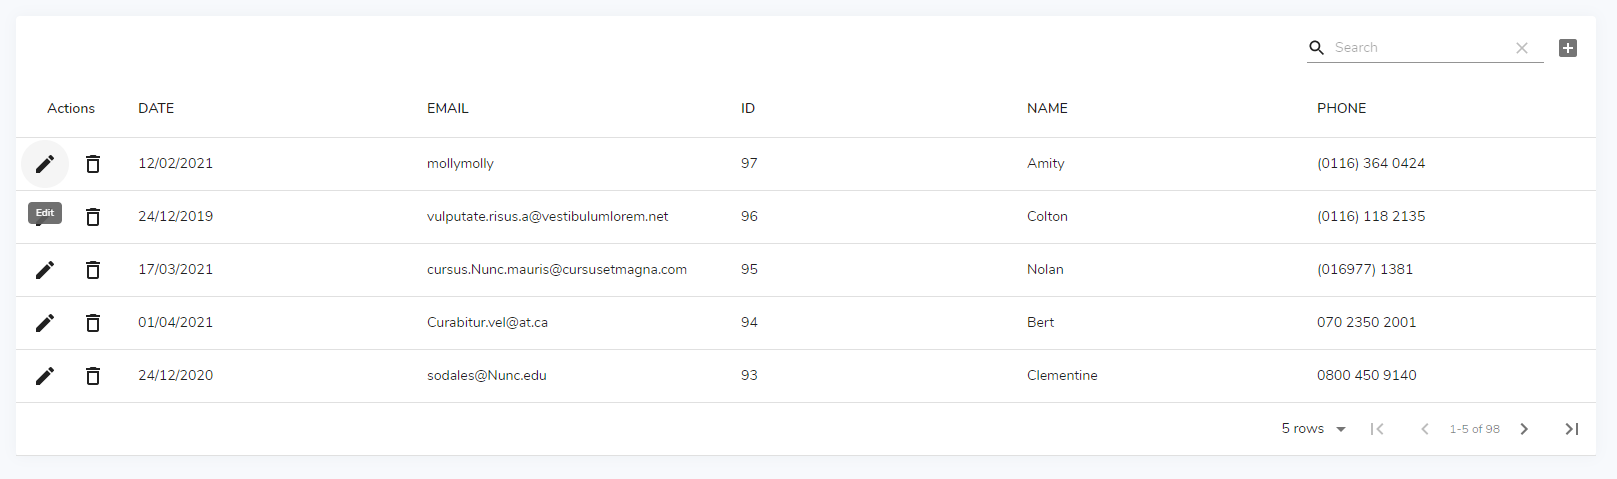 Search
Actions DATE EMAIL ID NAME PHONE
12/02/2021 mollymolly 97 Amity (0116) 364 0424
Edit 24/12/2019 vulputate.risus.a@vestibulumlorem.net 96 Colton (0116) 118 2135
17/03/2021 cursus.Nunc.mauris@cursusetmagna.com 95 Nolan (016977) 1381
01/04/2021 Curabitur.vel@at.ca 94 Bert 070 2350 2001
24/12/2020 sodales@Nunc.edu 93 Clementine 0800 450 9140
5 rows 1-5 of 98